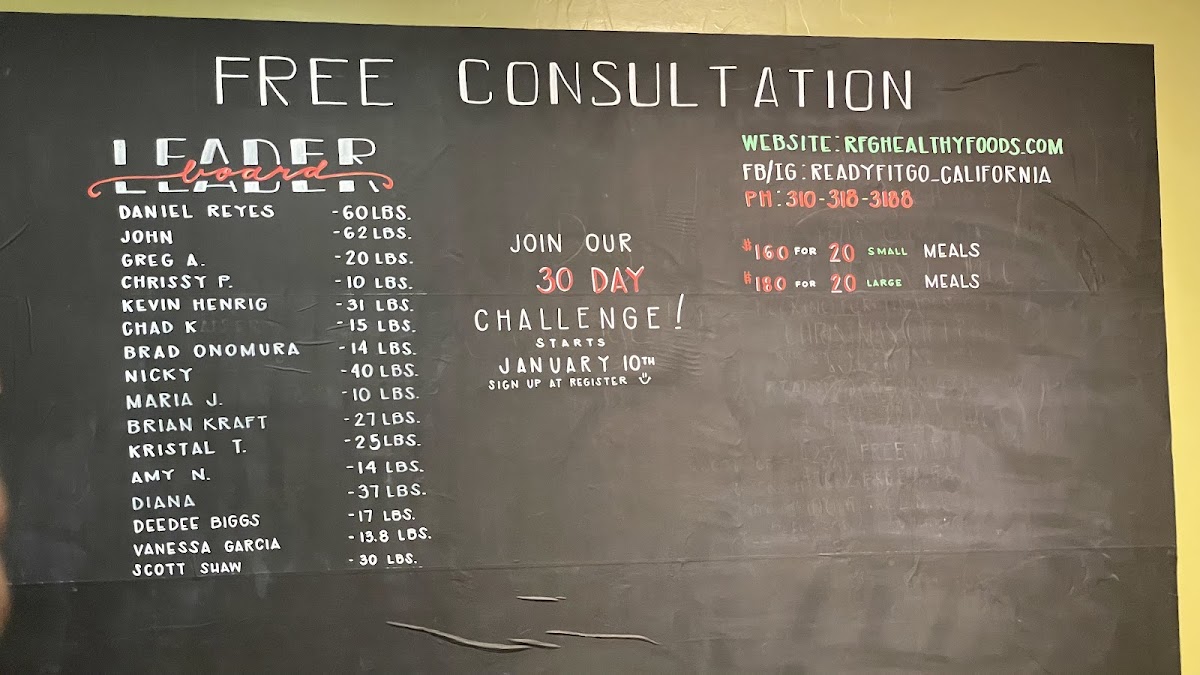 FREE CONSULTATION
LEADER
board
DANIEL REYES -60 LBS.
JOHN -62 LBS.
GREG A. -20 LBS.
CHRISSY P. -10 LBS.
KEVIN HENRIG -31 LBS.
CHAD K -15 LBS.
BRAD ONOMURA -14 LBS.
NICKY -40 LBS.
MARIA J. -10 LBS.
BRIAN KRAFT -27 LBS.
KRISTAL T. -25 LBS.
AMY N. -14 LBS.
DIANA -37 LBS.
DEEDEE BIGGS -17 LBS.
VANESSA GARCIA -13.8 LBS.
SCOTT SHAW -30 LBS.
JOIN OUR
30 DAY
CHALLENGE!
STARTS
JANUARY 10TH
SIGN UP AT REGISTER
WEBSITE: RFGHEALTHYFOODS.COM
FB/IG: READYFITGO_CALIFORNIA
PH: 310-318-3188
$160 FOR 20 SMALL MEALS
$180 FOR 20 LARGE MEALS
FREE